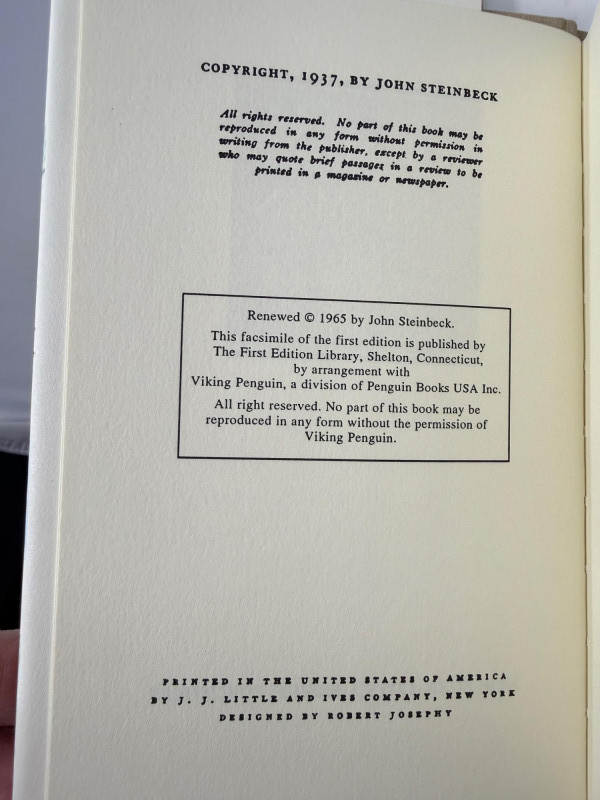 COPYRIGHT, 1937, BY JOHN STEINBECK
All rights reserved. No part of this book may be
reproduced in any form without permission in
writing from the publisher, except by a reviewer
who may quote brief passages in a review to be
printed in a magazine or newspaper.
Renewed © 1965 by John Steinbeck.
This facsimile of the first edition is published by
The First Edition Library, Shelton, Connecticut,
by arrangement with
Viking Penguin, a division of Penguin Books USA Inc.
All right reserved. No part of this book may be
reproduced in any form without the permission of
Viking Penguin.
PRINTED IN THE UNITED STATES OF AMERICA
BY J. J. LITTLE AND IVES COMPANY, NEW YORK
DESIGNED BY ROBERT JOSEPHY